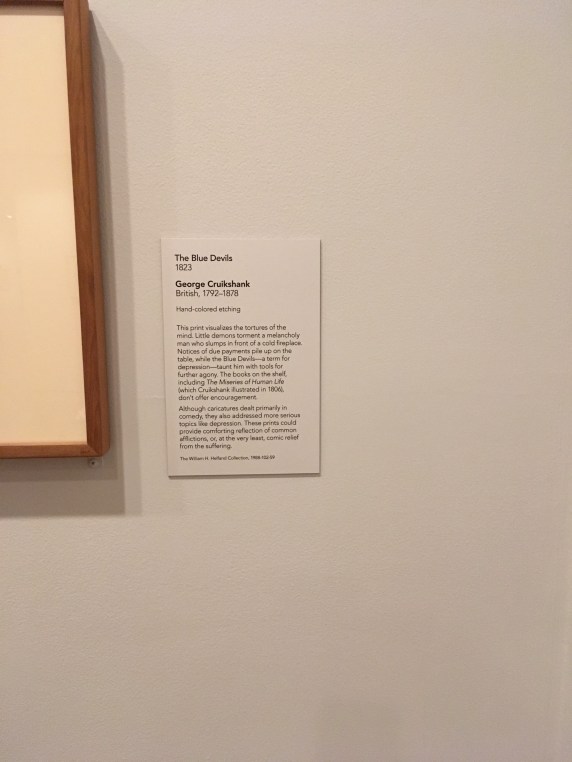 The Blue Devils
1823
George Cruikshank
British, 1792–1878
Hand-colored etching
This print visualizes the tortures of the
mind. Little demons torment a melancholy
man who slumps in front of a cold fireplace.
Notices of due payments pile up on the
table, while the Blue Devils—a term for
depression—taunt him with tools for
further agony. The books on the shelf,
including The Miseries of Human Life
(which Cruikshank illustrated in 1806),
don't offer encouragement.
Although caricatures dealt primarily in
comedy, they also addressed more serious
topics like depression. These prints could
provide comforting reflection of common
afflictions, or, at the very least, comic relief
from the suffering.
The William H. Helfand Collection,